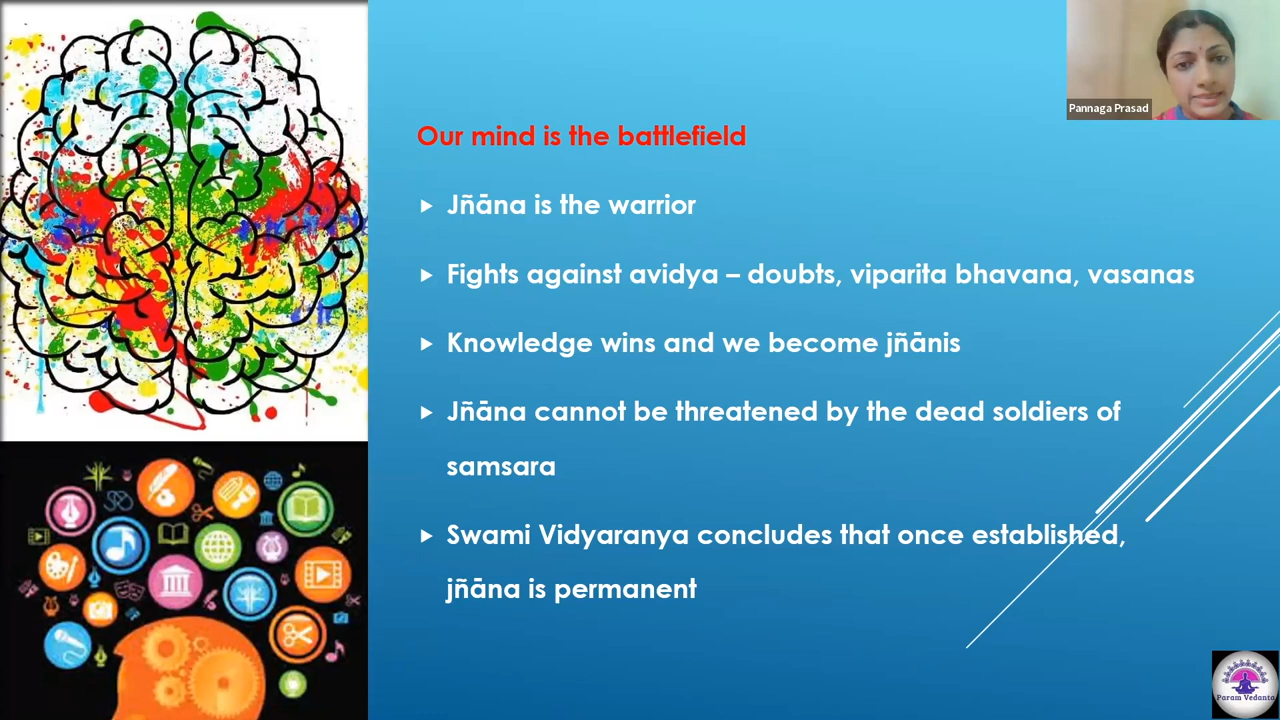 Pannaga Prasad
Our mind is the battlefield
Jñāna is the warrior
Fights against avidya – doubts, viparita bhavana, vasanas
Knowledge wins and we become jñānis
Jñāna cannot be threatened by the dead soldiers of
samsara
Swami Vidyaranya concludes that once established,
jñāna is permanent
Param Vedanta